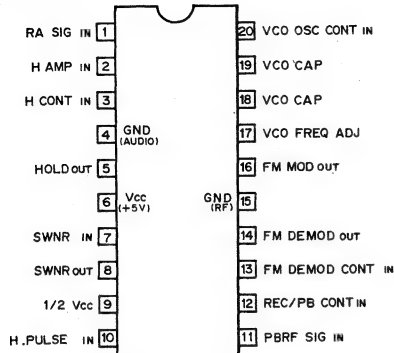 RA SIG IN 1
H AMP IN 2
H CONT IN 3
4 GND
(AUDIO)
HOLD OUT 5
6 Vcc
(+5V)
SWNR IN 7
SWNR OUT 8
1/2 Vcc 9
H.PULSE IN 10
20 VCO OSC CONT IN
19 VCO CAP
18 VCO CAP
17 VCO FREQ ADJ
16 FM MOD OUT
GND 15
(RF)
14 FM DEMOD OUT
13 FM DEMOD CONT IN
12 REC/PB CONT IN
11 PBRF SIG IN